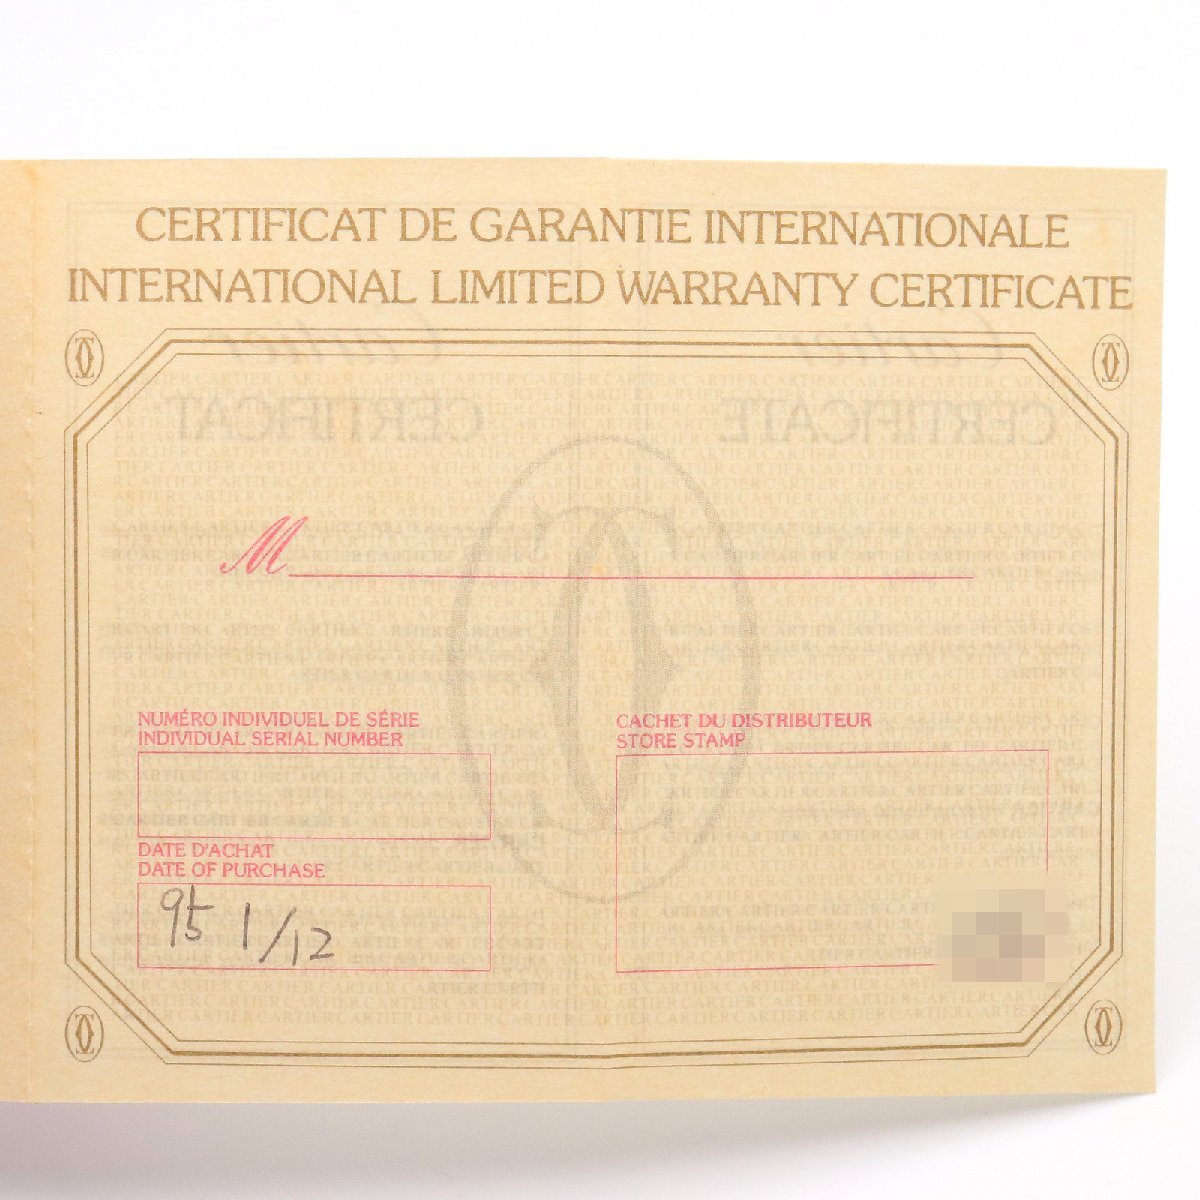 CERTIFICAT DE GARANTIE INTERNATIONALE
INTERNATIONAL LIMITED WARRANTY CERTIFICATE
M
NUMÉRO INDIVIDUEL DE SÉRIE
INDIVIDUAL SERIAL NUMBER
DATE D'ACHAT
DATE OF PURCHASE
95 1/12
CACHET DU DISTRIBUTEUR
STORE STAMP